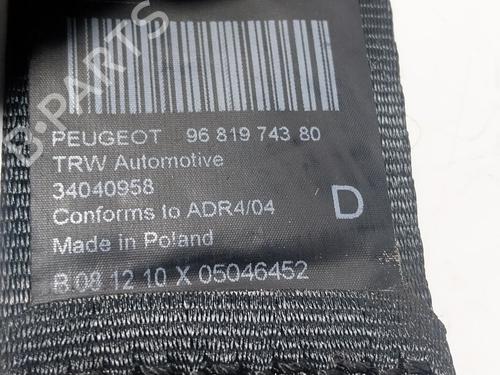 PEUGEOT 96 819 743 80
TRW Automotive
34040958
Conforms to ADR4/04
D
Made in Poland
R 08 12 10 X 05046452
B-PARTS